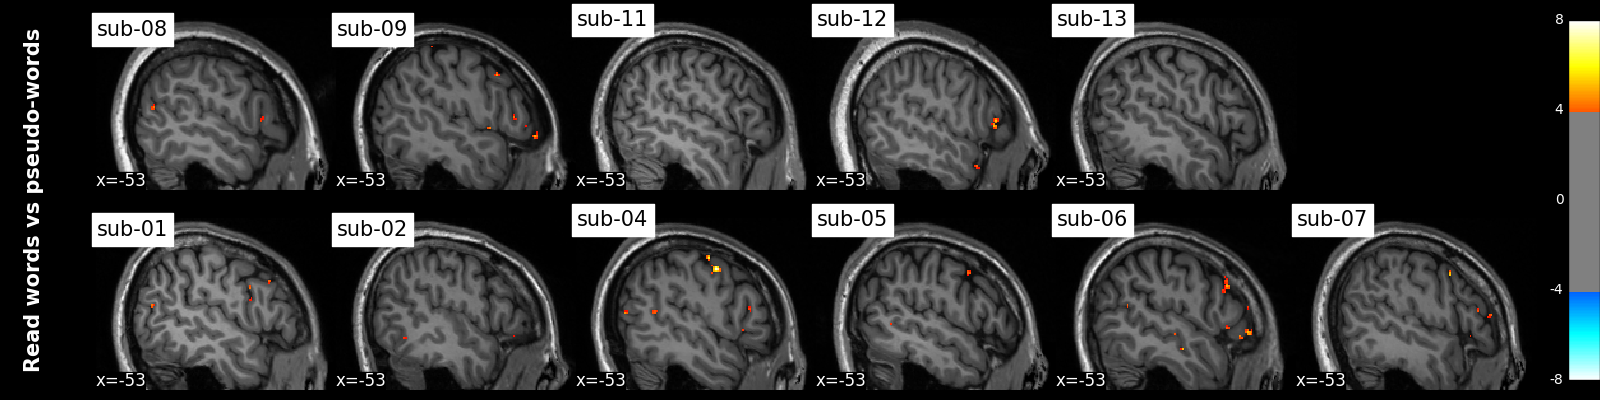 Read words vs pseudo-words
sub-08
sub-09
sub-11
sub-12
sub-13
x=-53
x=-53
x=-53
x=-53
x=-53
sub-01
sub-02
sub-04
sub-05
sub-06
sub-07
x=-53
x=-53
x=-53
x=-53
x=-53
x=-53
8
4
0
-4
-8